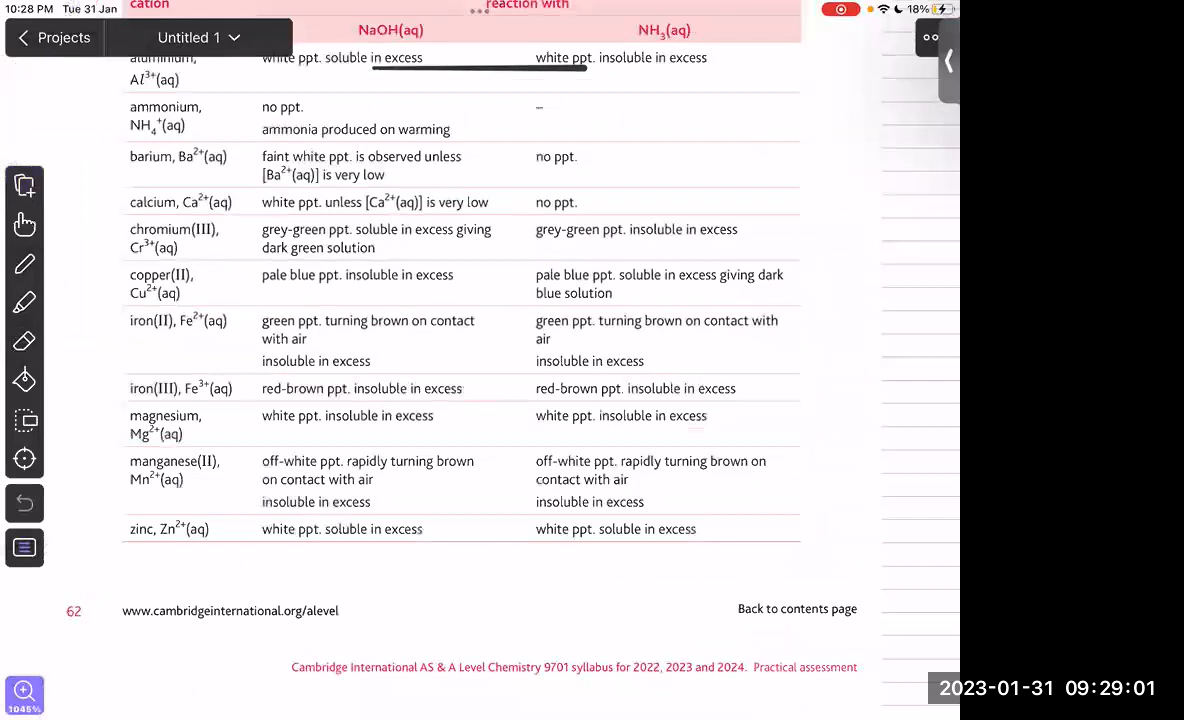 10:28 PM Tue 31 Jan
18%
cation
reaction with
Projects
Untitled 1
NaOH(aq)
NH₃(aq)
aluminium, white ppt. soluble in excess white ppt. insoluble in excess
Al³⁺(aq)
ammonium, no ppt. –
NH₄⁺(aq) ammonia produced on warming
barium, Ba²⁺(aq) faint white ppt. is observed unless no ppt.
[Ba²⁺(aq)] is very low
calcium, Ca²⁺(aq) white ppt. unless [Ca²⁺(aq)] is very low no ppt.
chromium(III), grey-green ppt. soluble in excess giving grey-green ppt. insoluble in excess
Cr³⁺(aq) dark green solution
copper(II), pale blue ppt. insoluble in excess pale blue ppt. soluble in excess giving dark
Cu²⁺(aq) blue solution
iron(II), Fe²⁺(aq) green ppt. turning brown on contact green ppt. turning brown on contact with
with air air
insoluble in excess insoluble in excess
iron(III), Fe³⁺(aq) red-brown ppt. insoluble in excess red-brown ppt. insoluble in excess
magnesium, white ppt. insoluble in excess white ppt. insoluble in excess
Mg²⁺(aq)
manganese(II), off-white ppt. rapidly turning brown off-white ppt. rapidly turning brown on
Mn²⁺(aq) on contact with air contact with air
insoluble in excess insoluble in excess
zinc, Zn²⁺(aq) white ppt. soluble in excess white ppt. soluble in excess
62 www.cambridgeinternational.org/alevel Back to contents page
Cambridge International AS & A Level Chemistry 9701 syllabus for 2022, 2023 and 2024. Practical assessment
1045%
2023-01-31 09:29:01